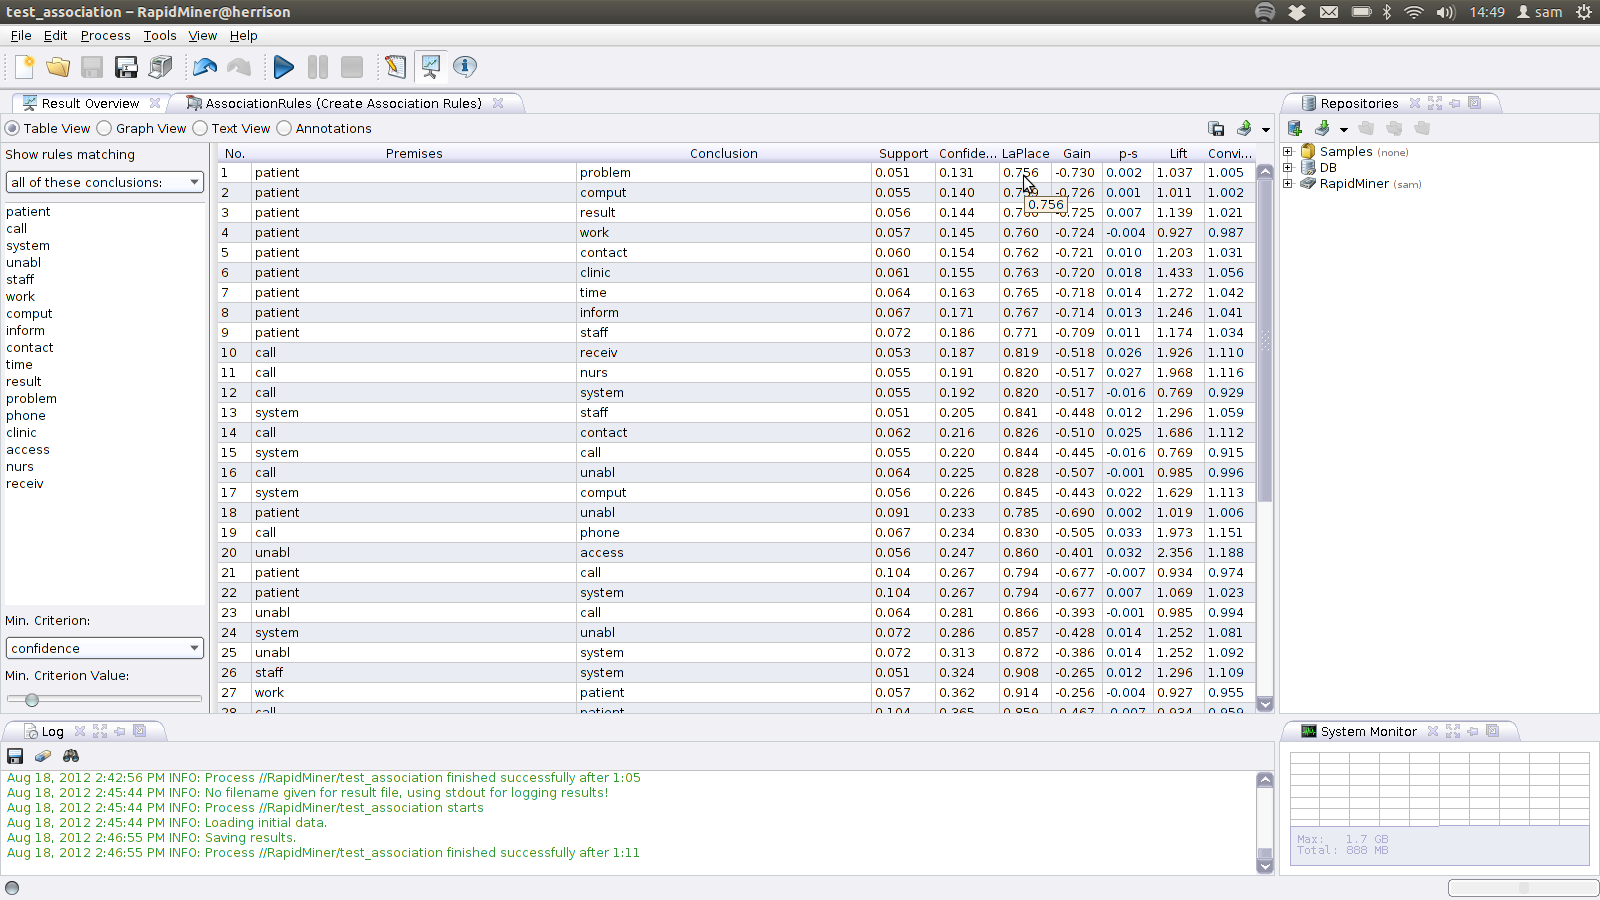 test_association – RapidMiner@herrison 14:49 sam
File Edit Process Tools View Help
Result Overview AssociationRules (Create Association Rules) Repositories
Table View Graph View Text View Annotations
Show rules matching
all of these conclusions:
patient
call
system
unabl
staff
work
comput
inform
contact
time
result
problem
phone
clinic
access
nurs
receiv
Min. Criterion:
confidence
Min. Criterion Value:
No. Premises Conclusion Support Confide... LaPlace Gain p-s Lift Convi...
1 patient problem 0.051 0.131 0.756 -0.730 0.002 1.037 1.005
2 patient comput 0.055 0.140 -0.726 0.001 1.011 1.002
0.756
3 patient result 0.056 0.144 0.007 1.139 1.021
4 patient work 0.057 0.145 0.760 -0.724 -0.004 0.927 0.987
5 patient contact 0.060 0.154 0.762 -0.721 0.010 1.203 1.031
6 patient clinic 0.061 0.155 0.763 -0.720 0.018 1.433 1.056
7 patient time 0.064 0.163 0.765 -0.718 0.014 1.272 1.042
8 patient inform 0.067 0.171 0.767 -0.714 0.013 1.246 1.041
9 patient staff 0.072 0.186 0.771 -0.709 0.011 1.174 1.034
10 call receiv 0.053 0.187 0.819 -0.518 0.026 1.926 1.110
11 call nurs 0.055 0.191 0.820 -0.517 0.027 1.968 1.116
12 call system 0.055 0.192 0.820 -0.517 -0.016 0.769 0.929
13 system staff 0.051 0.205 0.841 -0.448 0.012 1.296 1.059
14 call contact 0.062 0.216 0.826 -0.510 0.025 1.686 1.112
15 system call 0.055 0.220 0.844 -0.445 -0.016 0.769 0.915
16 call unabl 0.064 0.225 0.828 -0.507 -0.001 0.985 0.996
17 system comput 0.056 0.226 0.845 -0.443 0.022 1.629 1.113
18 patient unabl 0.091 0.233 0.785 -0.690 0.002 1.019 1.006
19 call phone 0.067 0.234 0.830 -0.505 0.033 1.973 1.151
20 unabl access 0.056 0.247 0.860 -0.401 0.032 2.356 1.188
21 patient call 0.104 0.267 0.794 -0.677 -0.007 0.934 0.974
22 patient system 0.104 0.267 0.794 -0.677 0.007 1.069 1.023
23 unabl call 0.064 0.281 0.866 -0.393 -0.001 0.985 0.994
24 system unabl 0.072 0.286 0.857 -0.428 0.014 1.252 1.081
25 unabl system 0.072 0.313 0.872 -0.386 0.014 1.252 1.092
26 staff system 0.051 0.324 0.908 -0.265 0.012 1.296 1.109
27 work patient 0.057 0.362 0.914 -0.256 -0.004 0.927 0.955
28 call patient 0.104 0.365 0.859 -0.467 -0.007 0.934 0.959
Samples (none)
DB
RapidMiner (sam)
Log
Aug 18, 2012 2:42:56 PM INFO: Process //RapidMiner/test_association finished successfully after 1:05
Aug 18, 2012 2:45:44 PM INFO: No filename given for result file, using stdout for logging results!
Aug 18, 2012 2:45:44 PM INFO: Process //RapidMiner/test_association starts
Aug 18, 2012 2:45:44 PM INFO: Loading initial data.
Aug 18, 2012 2:46:55 PM INFO: Saving results.
Aug 18, 2012 2:46:55 PM INFO: Process //RapidMiner/test_association finished successfully after 1:11
System Monitor
Max: 1.7 GB
Total: 888 MB